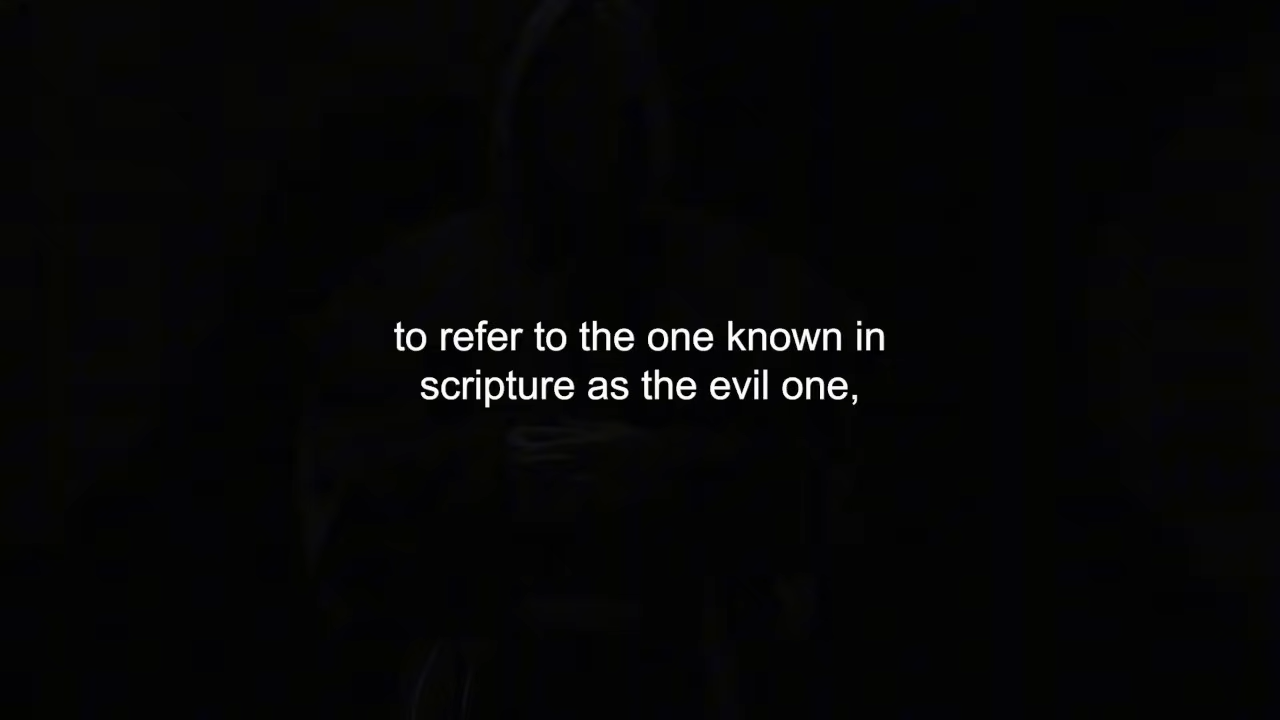 to refer to the one known in
scripture as the evil one,